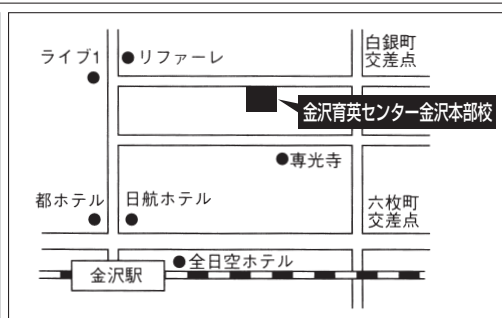 ライブ1
リファーレ
白銀町
交差点
金沢育英センター金沢本部校
専光寺
都ホテル
日航ホテル
六枚町
交差点
全日空ホテル
金沢駅